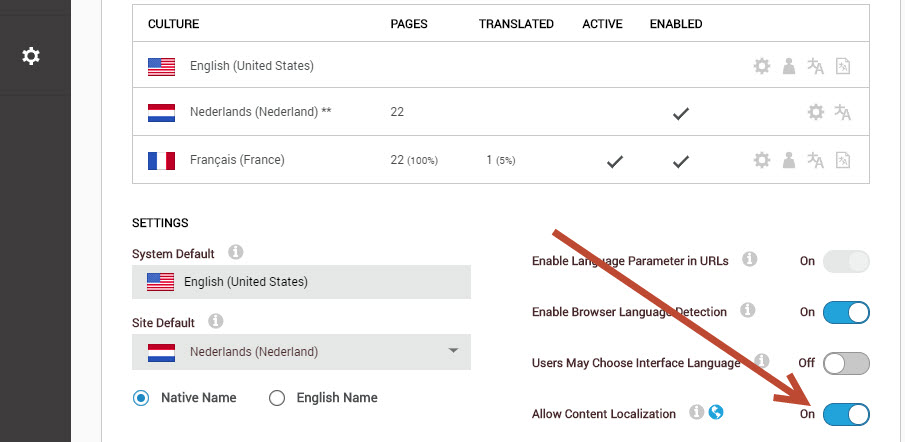 CULTURE PAGES TRANSLATED ACTIVE ENABLED
English (United States)
Nederlands (Nederland) ** 22
Français (France) 22 (100%) 1 (5%)
SETTINGS
System Default
English (United States)
Site Default
Nederlands (Nederland)
Native Name English Name
Enable Language Parameter in URLs On
Enable Browser Language Detection On
Users May Choose Interface Language Off
Allow Content Localization On